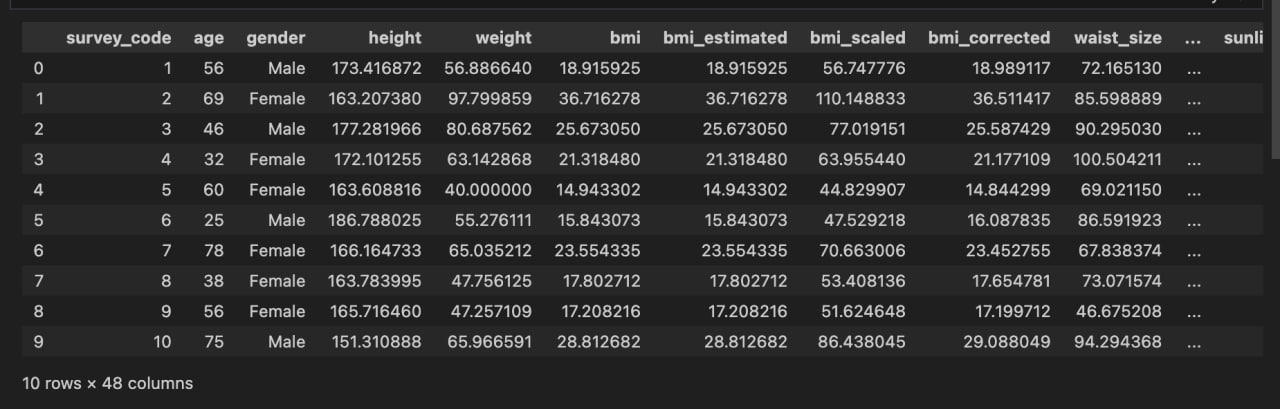 survey_code age gender height weight bmi bmi_estimated bmi_scaled bmi_corrected waist_size ... sunli
0 1 56 Male 173.416872 56.886640 18.915925 18.915925 56.747776 18.989117 72.165130 ...
1 2 69 Female 163.207380 97.799859 36.716278 36.716278 110.148833 36.511417 85.598889 ...
2 3 46 Male 177.281966 80.687562 25.673050 25.673050 77.019151 25.587429 90.295030 ...
3 4 32 Female 172.101255 63.142868 21.318480 21.318480 63.955440 21.177109 100.504211 ...
4 5 60 Female 163.608816 40.000000 14.943302 14.943302 44.829907 14.844299 69.021150 ...
5 6 25 Male 186.788025 55.276111 15.843073 15.843073 47.529218 16.087835 86.591923 ...
6 7 78 Female 166.164733 65.035212 23.554335 23.554335 70.663006 23.452755 67.838374 ...
7 8 38 Female 163.783995 47.756125 17.802712 17.802712 53.408136 17.654781 73.071574 ...
8 9 56 Female 165.716460 47.257109 17.208216 17.208216 51.624648 17.199712 46.675208 ...
9 10 75 Male 151.310888 65.966591 28.812682 28.812682 86.438045 29.088049 94.294368 ...
10 rows × 48 columns